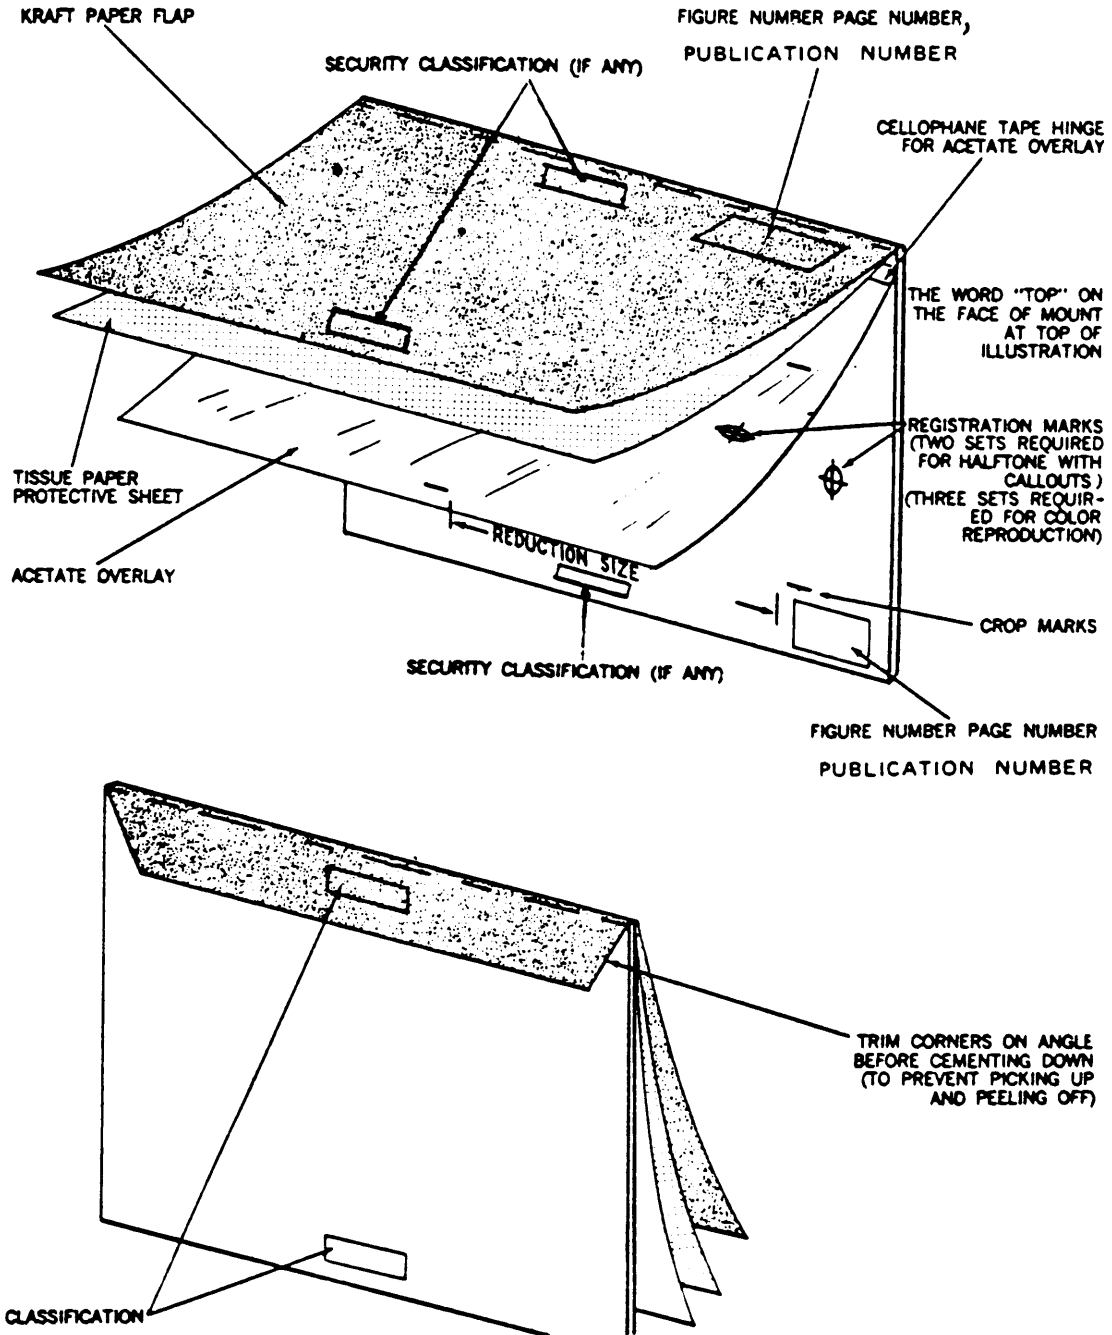 KRAFT PAPER FLAP
FIGURE NUMBER PAGE NUMBER,
PUBLICATION NUMBER
SECURITY CLASSIFICATION (IF ANY)
CELLOPHANE TAPE HINGE
FOR ACETATE OVERLAY
THE WORD "TOP" ON
THE FACE OF MOUNT
AT TOP OF
ILLUSTRATION
REGISTRATION MARKS
(TWO SETS REQUIRED
FOR HALFTONE WITH
CALLOUTS)
(THREE SETS REQUIR-
ED FOR COLOR
REPRODUCTION)
TISSUE PAPER
PROTECTIVE SHEET
REDUCTION SIZE
ACETATE OVERLAY
CROP MARKS
SECURITY CLASSIFICATION (IF ANY)
FIGURE NUMBER PAGE NUMBER
PUBLICATION NUMBER
TRIM CORNERS ON ANGLE
BEFORE CEMENTING DOWN
(TO PREVENT PICKING UP
AND PEELING OFF)
CLASSIFICATION